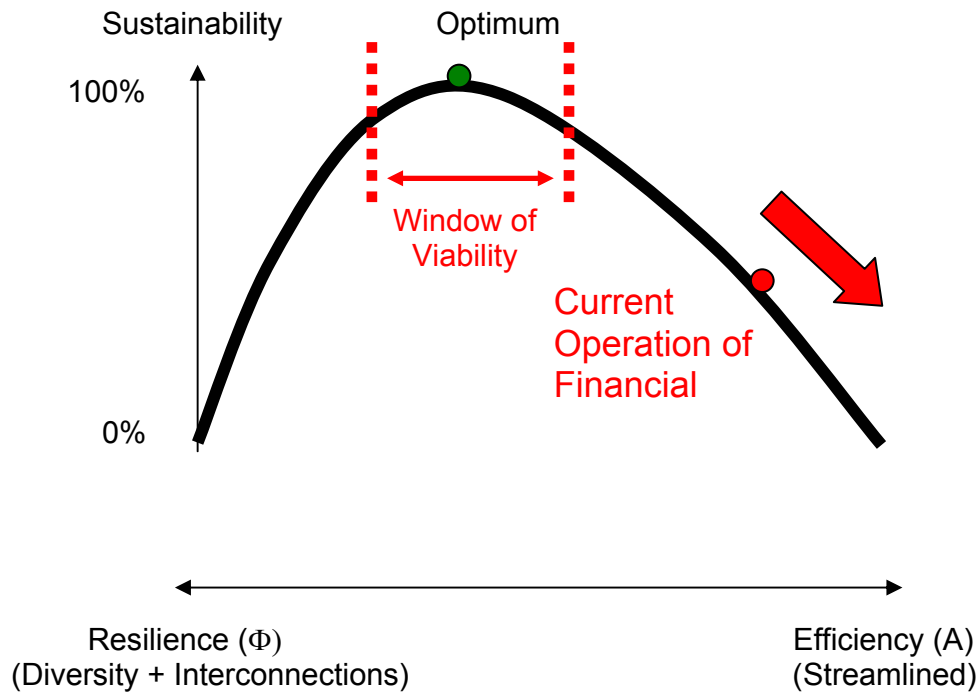 Sustainability
Optimum
100%
Window of
Viability
Current
Operation of
Financial
0%
Resilience (Φ)
(Diversity + Interconnections)
Efficiency (A)
(Streamlined)